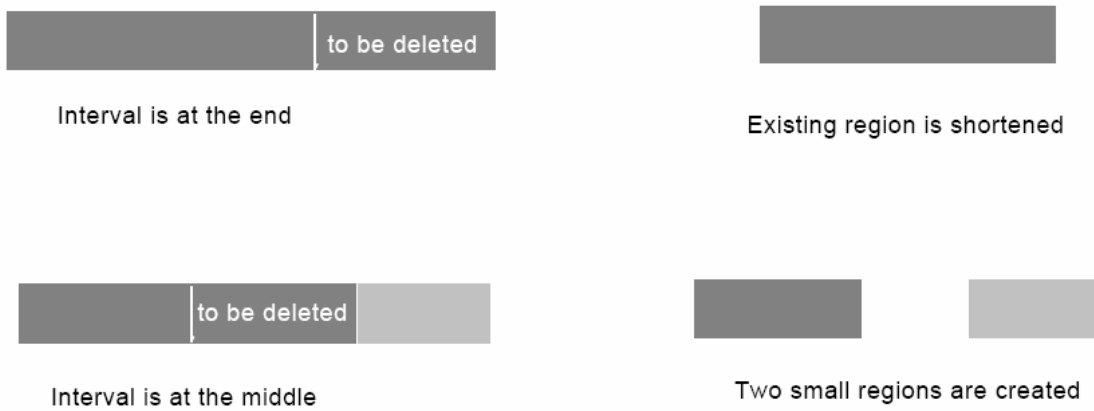 to be deleted
Interval is at the end
Existing region is shortened
to be deleted
Interval is at the middle
Two small regions are created